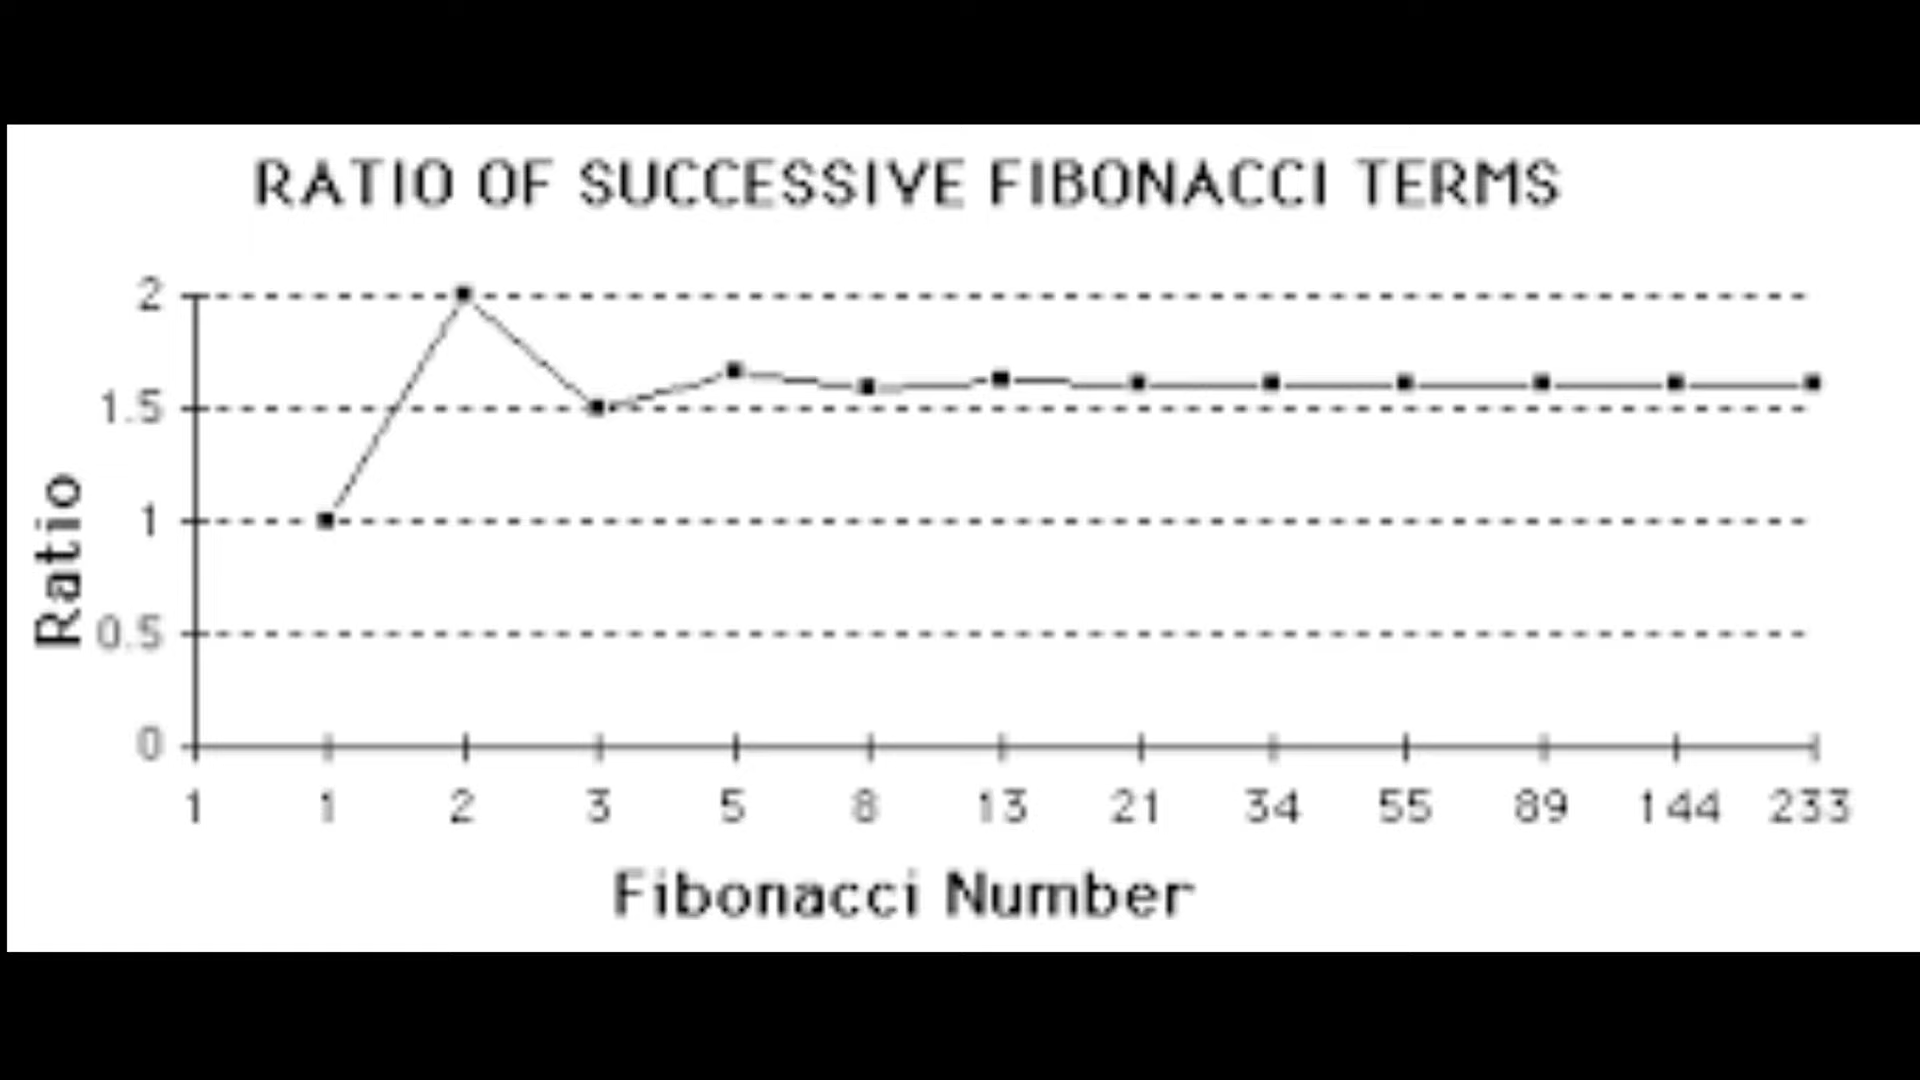 RATIO OF SUCCESSIVE FIBONACCI TERMS
2
1.5
1
0.5
0
Ratio
1 1 2 3 5 8 13 21 34 55 89 144 233
Fibonacci Number